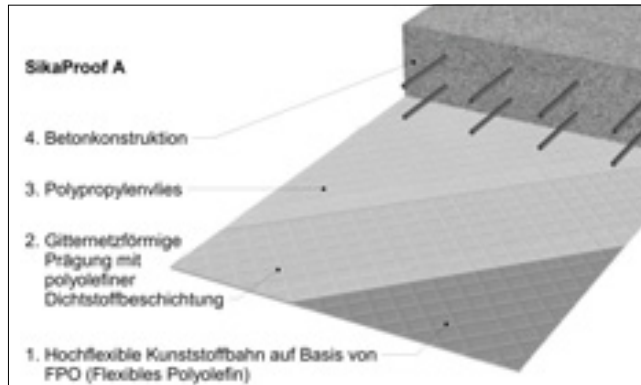 SikaProof A
4. Betonkonstruktion
3. Polypropylenvlies
2. Gitternetzförmige
Prägung mit
polyolefiner
Dichtstoffbeschichtung
1. Hochflexible Kunststoffbahn auf Basis von
FPO (Flexibles Polyolefin)